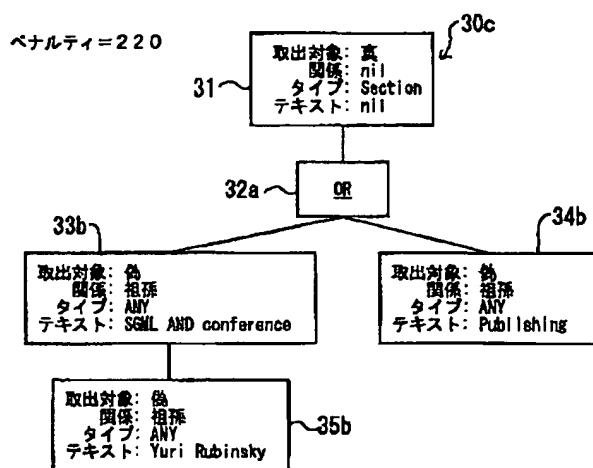 ペナルティ=220
30c
取出対象: 真
関係: nil
タイプ: Section
テキスト: nil
31
OR
32a
33b
34b
取出対象: 偽
関係: 祖孫
タイプ: ANY
テキスト: SGML AND conference
取出対象: 偽
関係: 祖孫
タイプ: ANY
テキスト: Publishing
取出対象: 偽
関係: 祖孫
タイプ: ANY
テキスト: Yuri Rubinsky
35b